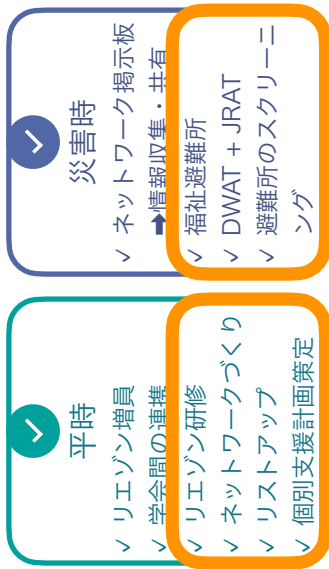 平時
✓ リエゾン増員
✓ 学会間の連携
✓ リエゾン研修
✓ ネットワークづくり
✓ リストアップ
✓ 個別支援計画策定
災害時
✓ ネットワーク掲示板
➡情報収集・共有
✓ 福祉避難所
✓ DWAT + JRAT
✓ 避難所のスクリーニ
ング